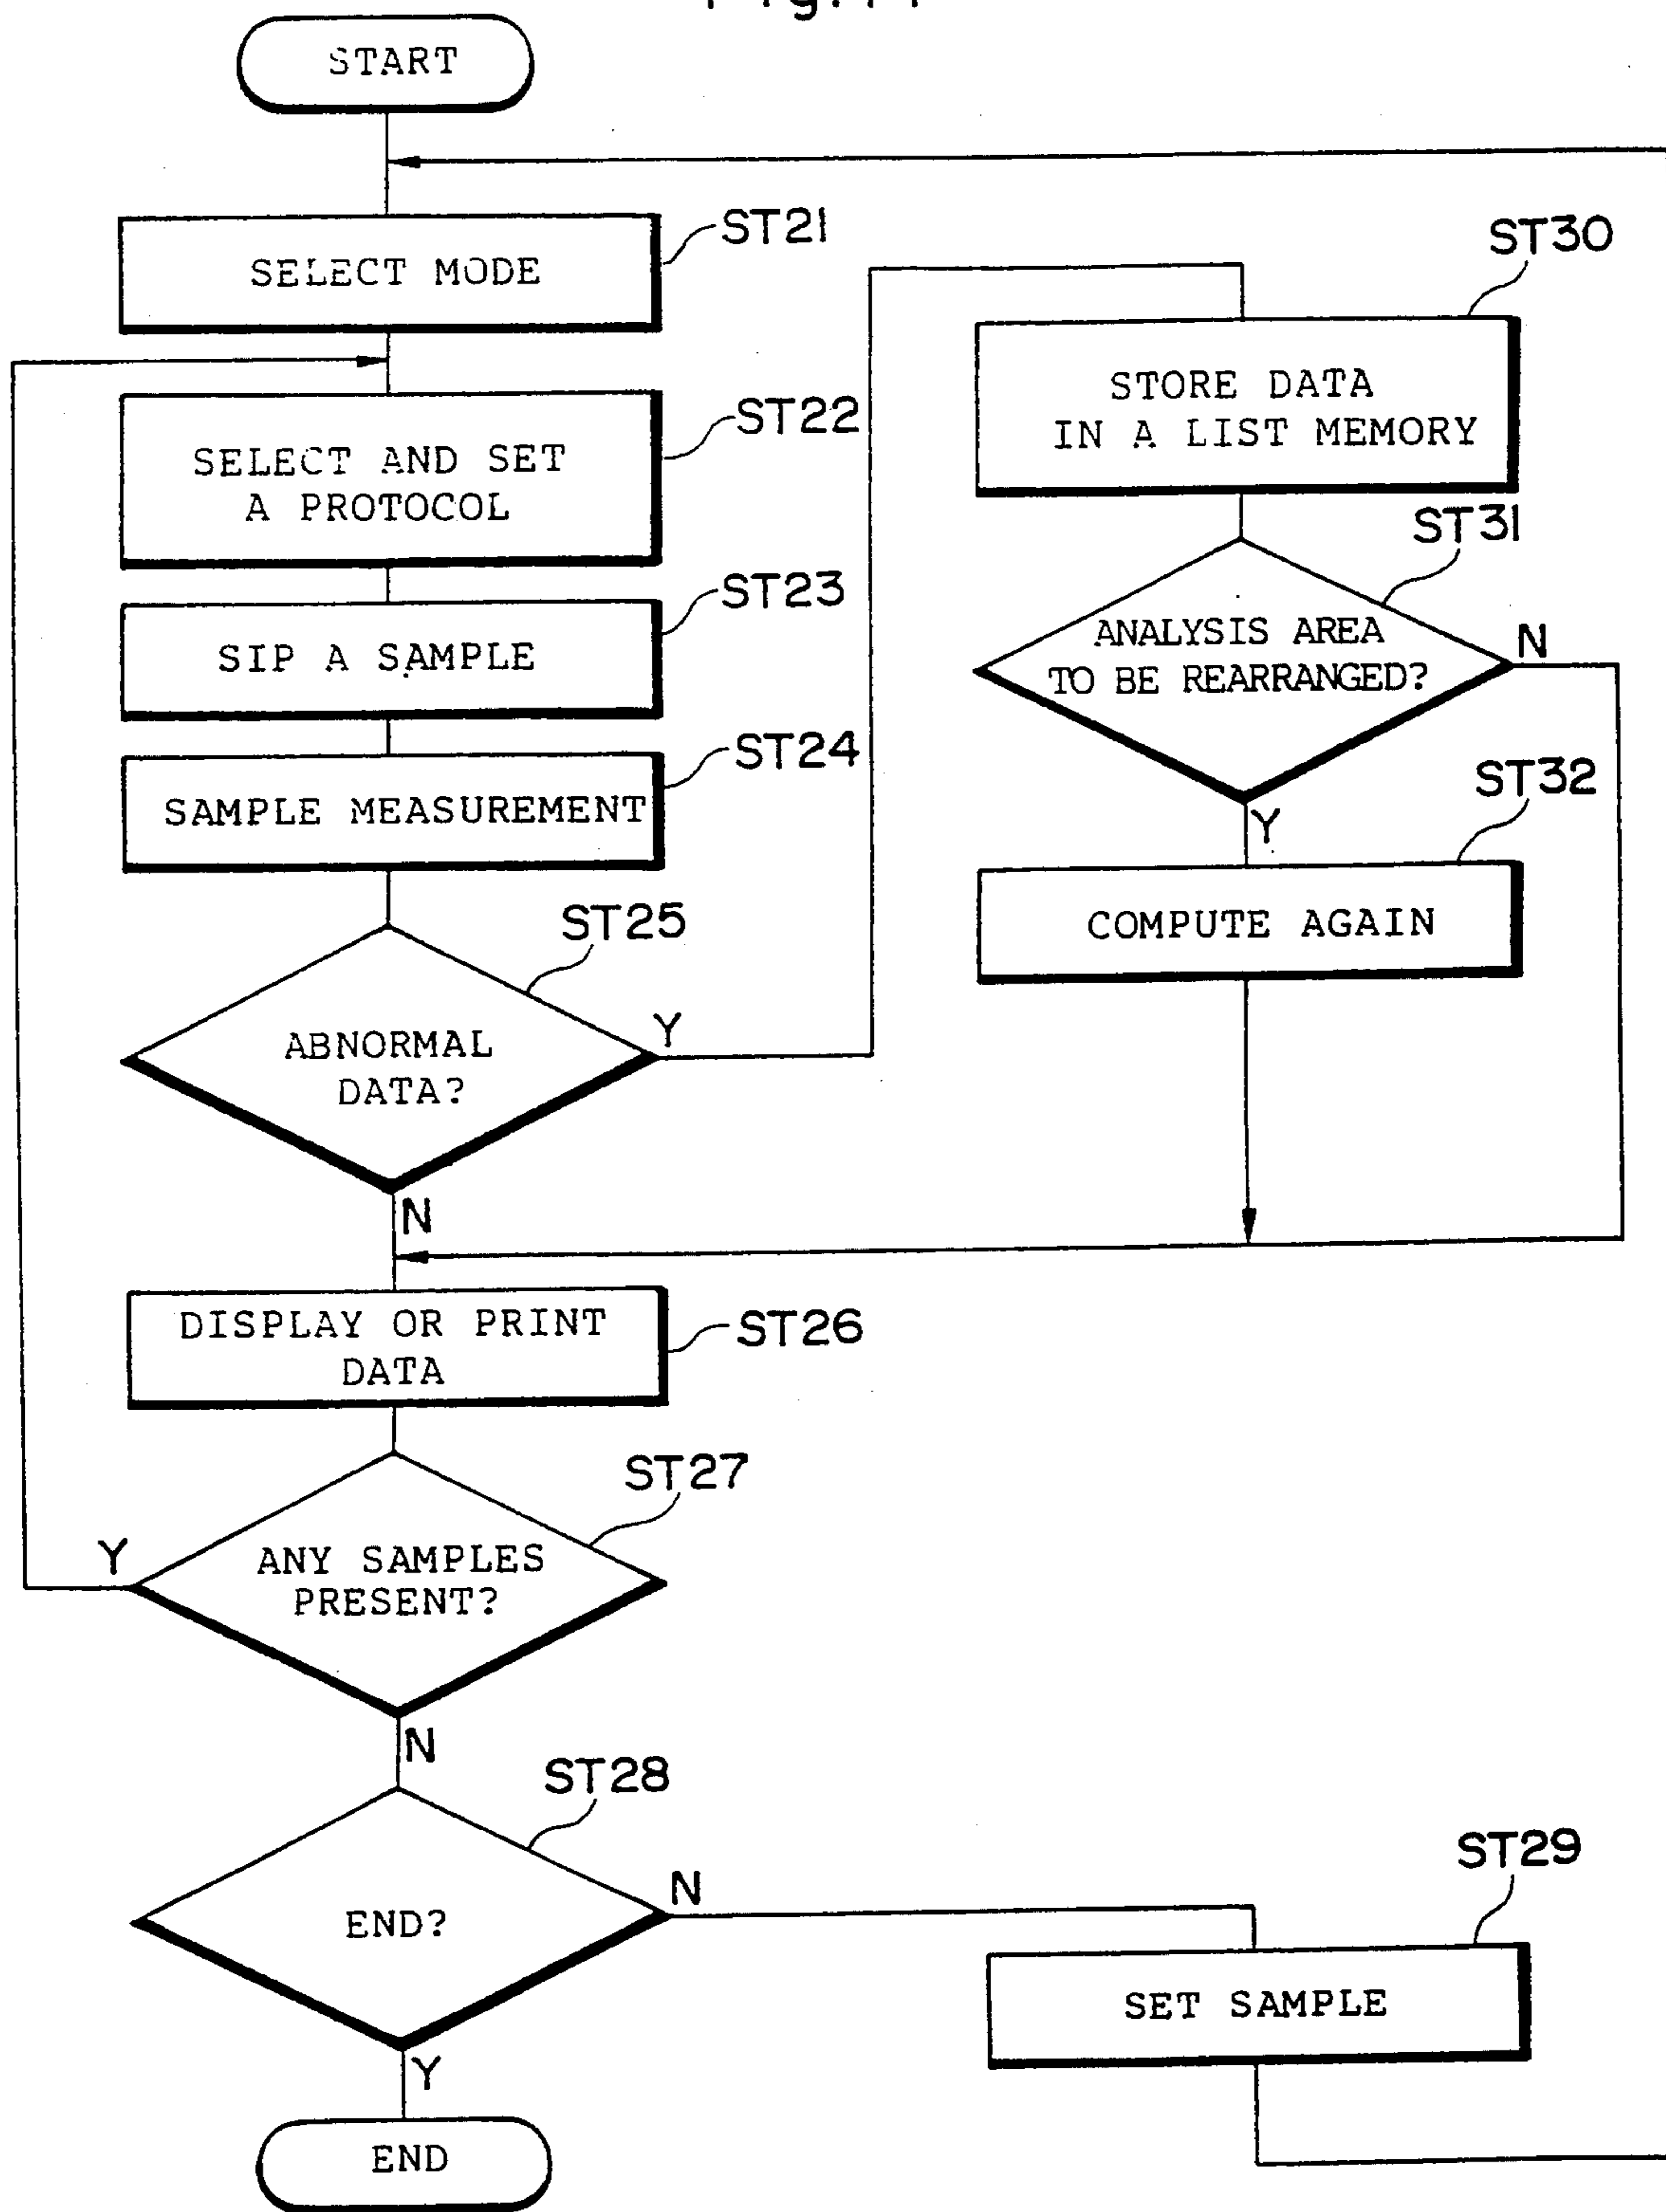 START
ST21
SELECT MODE
ST22
SELECT AND SET
A PROTOCOL
ST23
SIP A SAMPLE
ST24
SAMPLE MEASUREMENT
ST25
ABNORMAL
DATA?
Y
N
ST30
STORE DATA
IN A LIST MEMORY
ST31
ANALYSIS AREA
TO BE REARRANGED?
N
Y
ST32
COMPUTE AGAIN
ST26
DISPLAY OR PRINT
DATA
ST27
ANY SAMPLES
PRESENT?
Y
N
ST28
END?
N
Y
ST29
SET SAMPLE
END